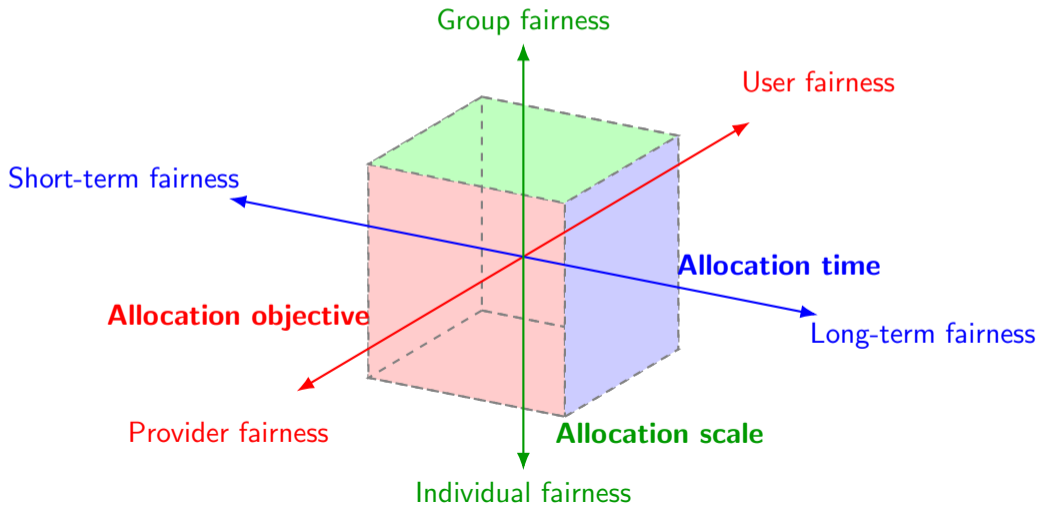 Group fairness
User fairness
Short-term fairness
Allocation time
Allocation objective
Long-term fairness
Provider fairness
Allocation scale
Individual fairness